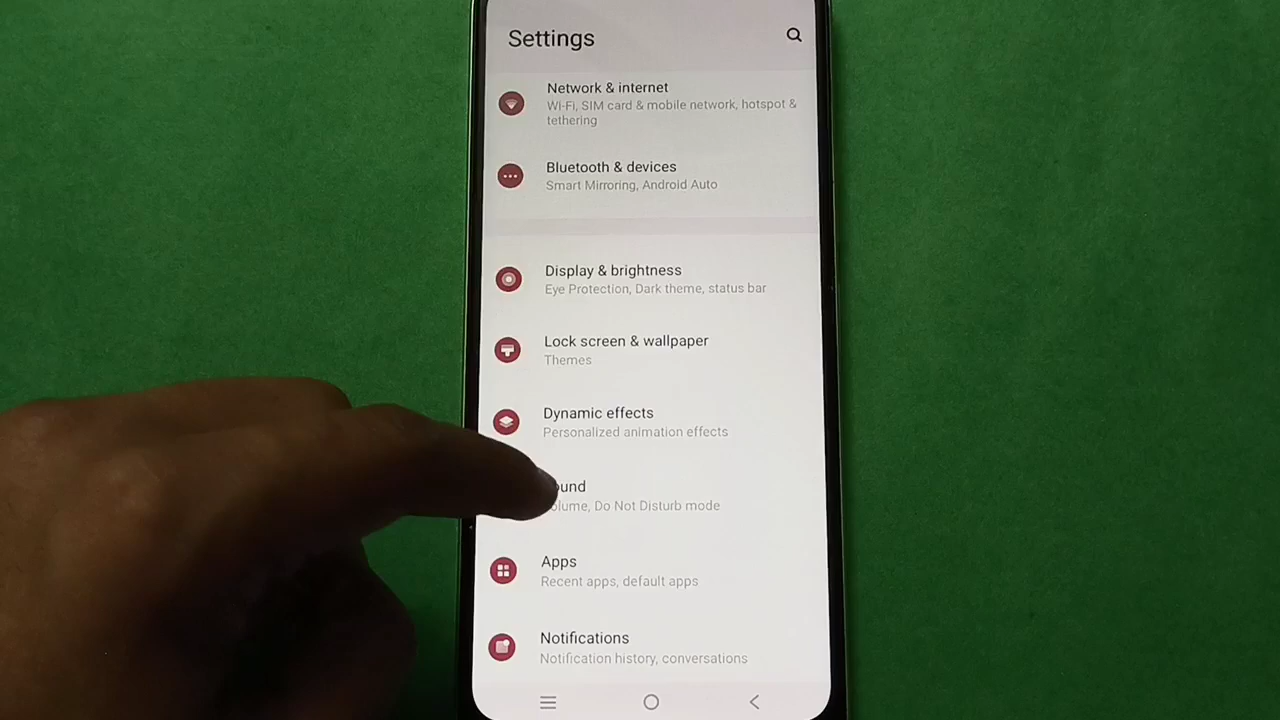 Settings
Network & internet
Wi-Fi, SIM card & mobile network, hotspot &
tethering
Bluetooth & devices
Smart Mirroring, Android Auto
Display & brightness
Eye Protection, Dark theme, status bar
Lock screen & wallpaper
Themes
Dynamic effects
Personalized animation effects
ound
olume, Do Not Disturb mode
Apps
Recent apps, default apps
Notifications
Notification history, conversations